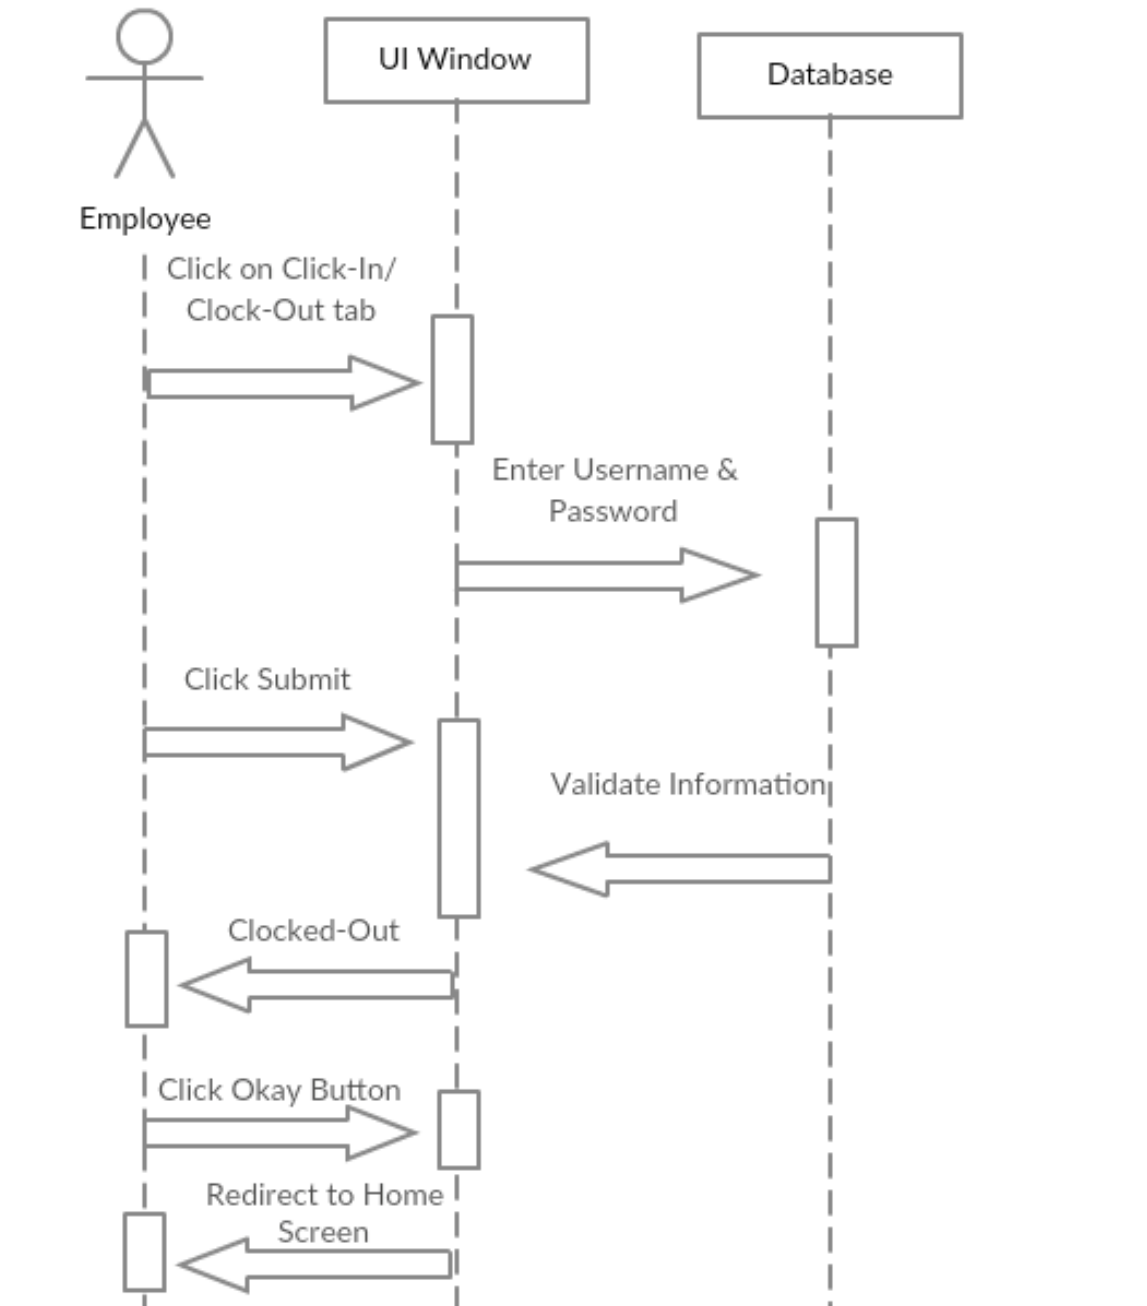 UI Window
Database
Employee
Click on Click-In/
Clock-Out tab
Enter Username &
Password
Click Submit
Validate Information
Clocked-Out
Click Okay Button
Redirect to Home
Screen